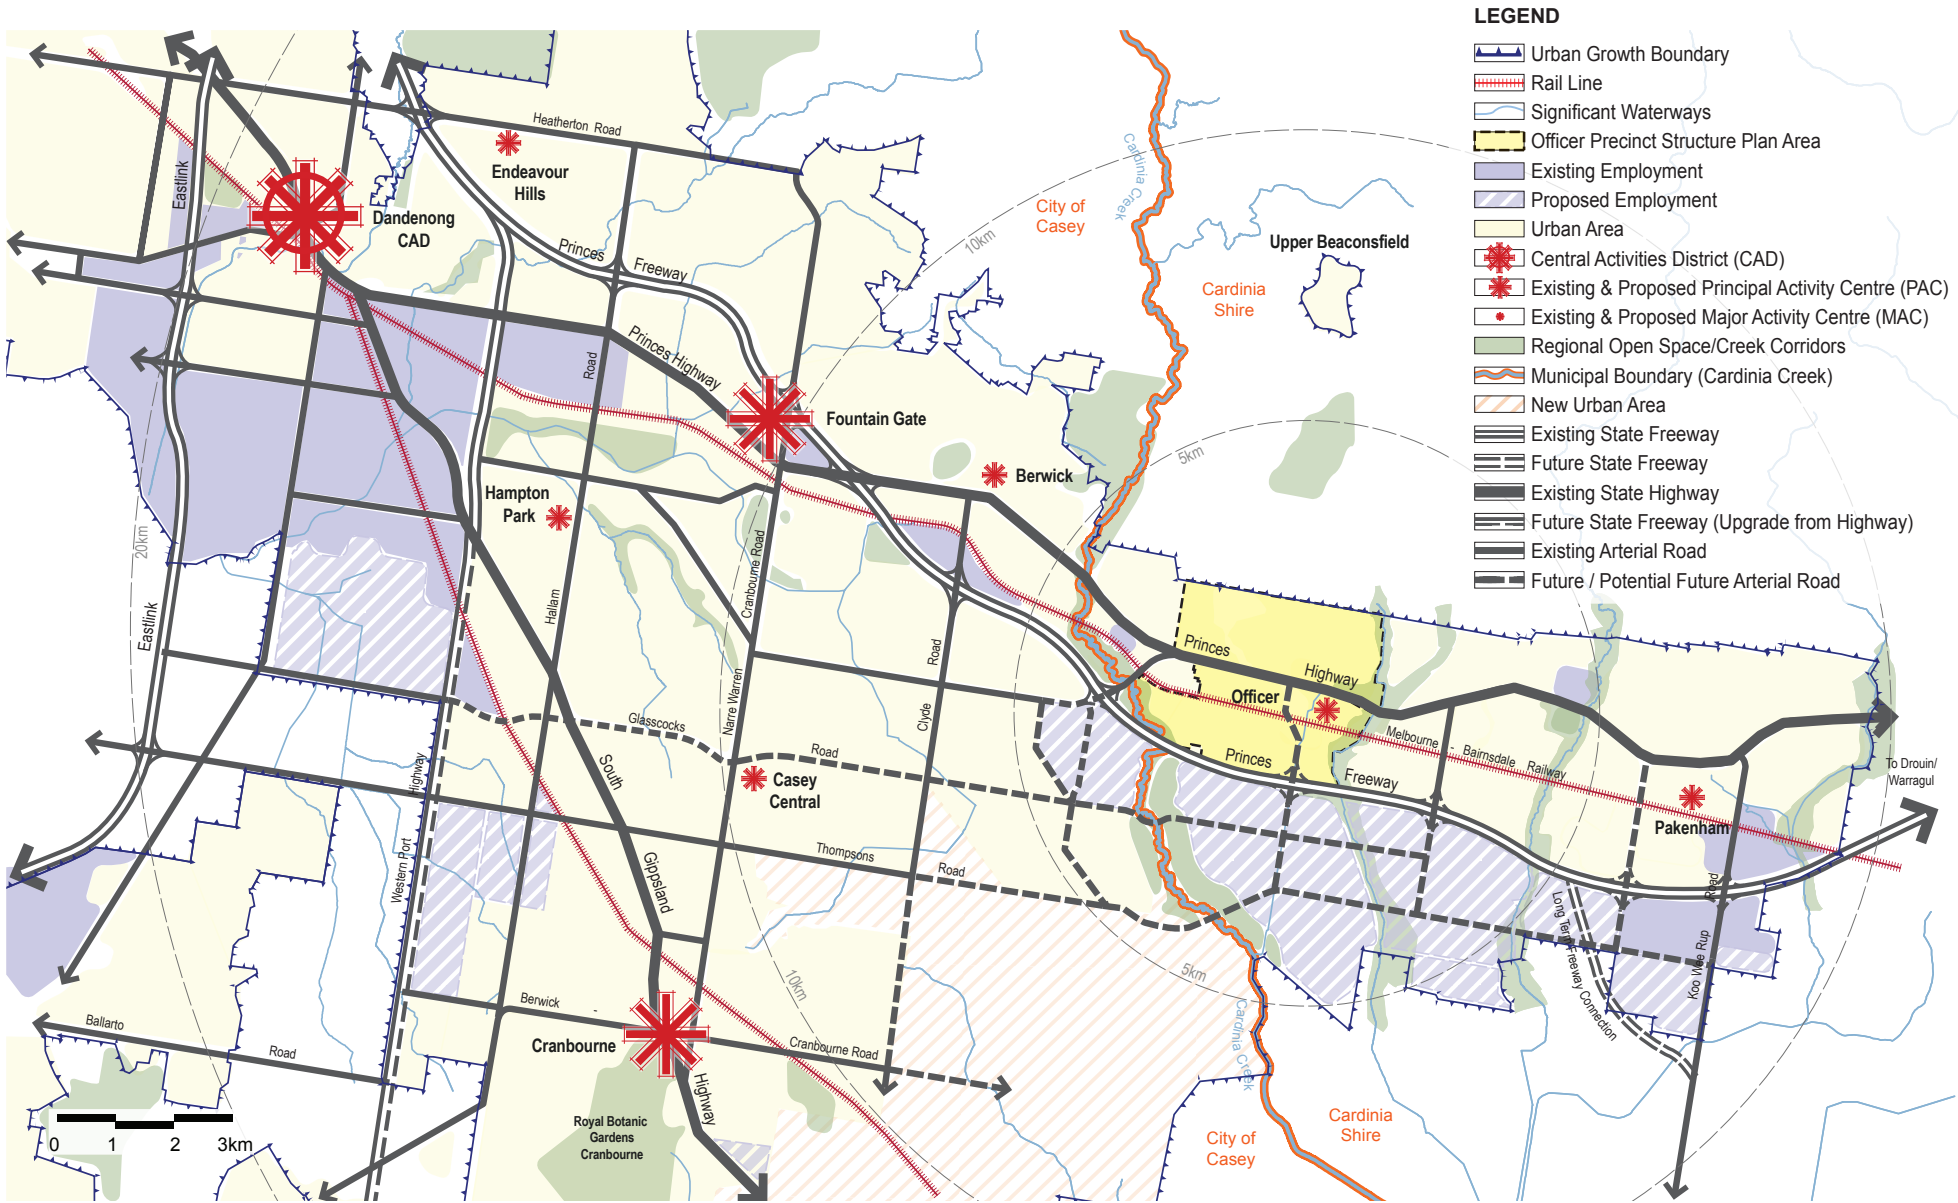 LEGEND
Urban Growth Boundary
Rail Line
Significant Waterways
Officer Precinct Structure Plan Area
Existing Employment
Proposed Employment
Urban Area
Central Activities District (CAD)
Existing & Proposed Principal Activity Centre (PAC)
Existing & Proposed Major Activity Centre (MAC)
Regional Open Space/Creek Corridors
Municipal Boundary (Cardinia Creek)
New Urban Area
Existing State Freeway
Future State Freeway
Existing State Highway
Future State Freeway (Upgrade from Highway)
Existing Arterial Road
Future / Potential Future Arterial Road
Heatherton Road
Eastlink
Endeavour
Hills
Dandenong
CAD
Princes
Freeway
Cardinia Creek
City of
Casey
10km
Upper Beaconsfield
Cardinia
Shire
Princes Highway
Road
Fountain Gate
5km
Berwick
Hampton
Park
20km
Cranbourne Road
Hallam
Eastlink
Road
Princes
Highway
Officer
Narre Warren
Clyde
Glasscocks
Road
Princes
Freeway
Melbourne - Bairnsdale Railway
To Drouin/
Warragul
Highway
South
Casey
Central
Pakenham
Western Port
Gippsland
Thompsons
Road
Road
Long Term Freeway Connection
Koo Wee Rup
5km
10km
Berwick
Cardinia Creek
Ballarto
Road
Cranbourne
Cranbourne Road
Highway
Royal Botanic
Gardens
Cranbourne
Cardinia
Shire
City of
Casey
0 1 2 3km